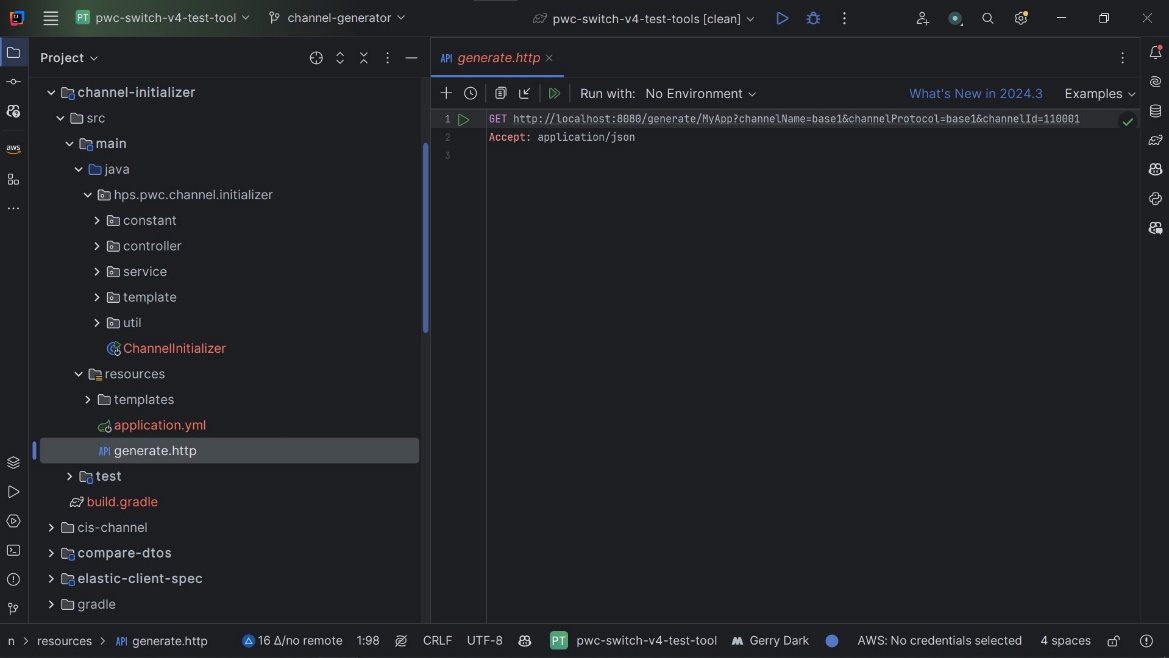 PT pwc-switch-v4-test-tool channel-generator pwc-switch-v4-test-tools [clean]
Project
API generate.http
Run with: No Environment What's New in 2024.3 Examples
channel-initializer
src
main
java
hps.pwc.channel.initializer
constant
controller
service
template
util
ChannelInitializer
resources
templates
application.yml
API generate.http
test
build.gradle
cis-channel
compare-dtos
elastic-client-spec
gradle
aws
1 GET http://localhost:8080/generate/MyApp?channelName=base1&channelProtocol=base1&channelId=110001
2 Accept: application/json
3
n > resources > API generate.http 16 Δ/no remote 1:98 CRLF UTF-8 PT pwc-switch-v4-test-tool Gerry Dark AWS: No credentials selected 4 spaces